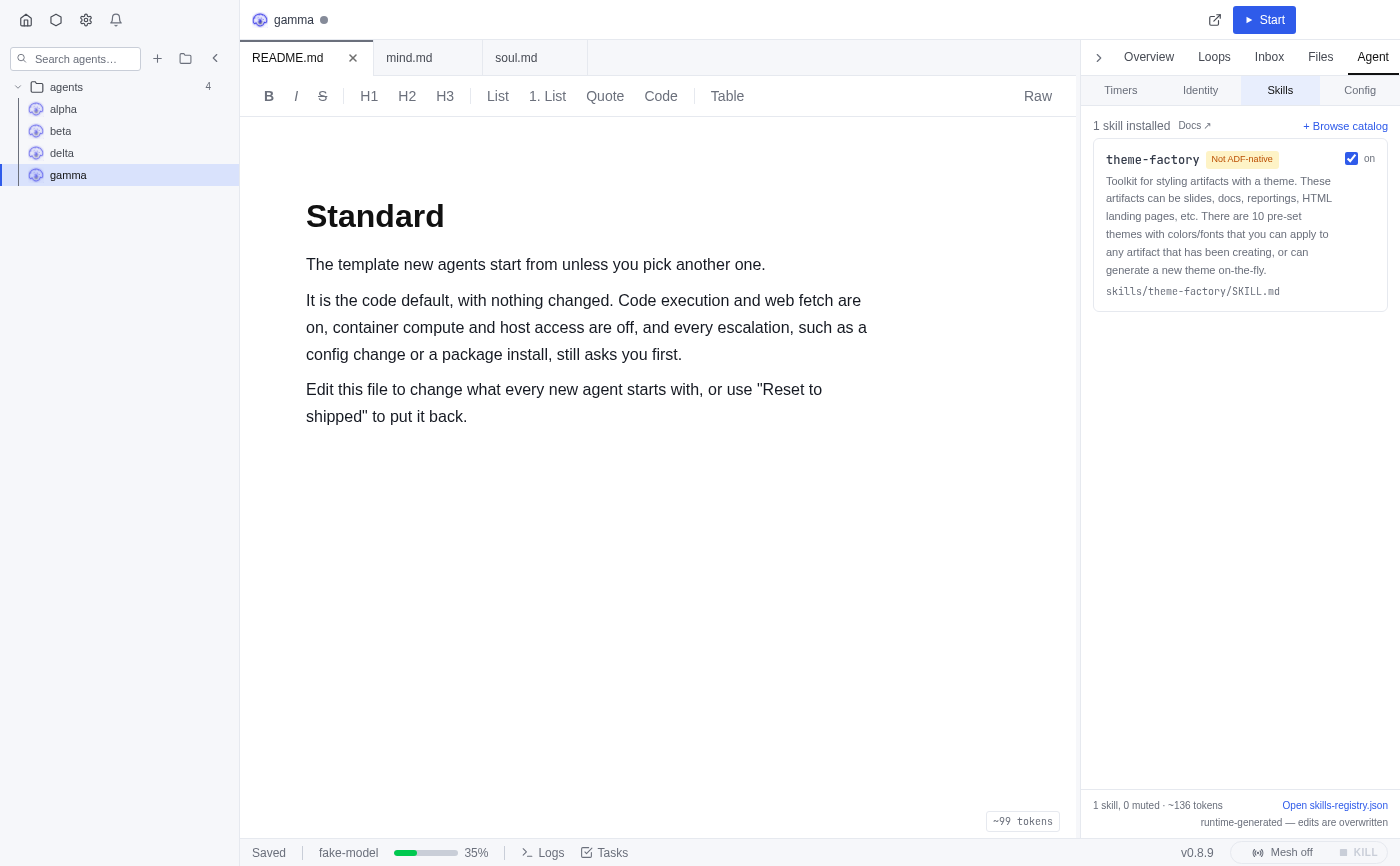 gamma
Start
Search agents…
agents
4
alpha
beta
delta
gamma
README.md
mind.md
soul.md
B I S H1 H2 H3 List 1. List Quote Code Table Raw
Standard
The template new agents start from unless you pick another one.
It is the code default, with nothing changed. Code execution and web fetch are
on, container compute and host access are off, and every escalation, such as a
config change or a package install, still asks you first.
Edit this file to change what every new agent starts with, or use "Reset to
shipped" to put it back.
~99 tokens
Overview Loops Inbox Files Agent
Timers Identity Skills Config
1 skill installed Docs ↗ + Browse catalog
theme-factory Not ADF-native on
Toolkit for styling artifacts with a theme. These
artifacts can be slides, docs, reportings, HTML
landing pages, etc. There are 10 pre-set
themes with colors/fonts that you can apply to
any artifact that has been creating, or can
generate a new theme on-the-fly.
skills/theme-factory/SKILL.md
1 skill, 0 muted · ~136 tokens Open skills-registry.json
runtime-generated — edits are overwritten
Saved fake-model 35% Logs Tasks v0.8.9 Mesh off KILL